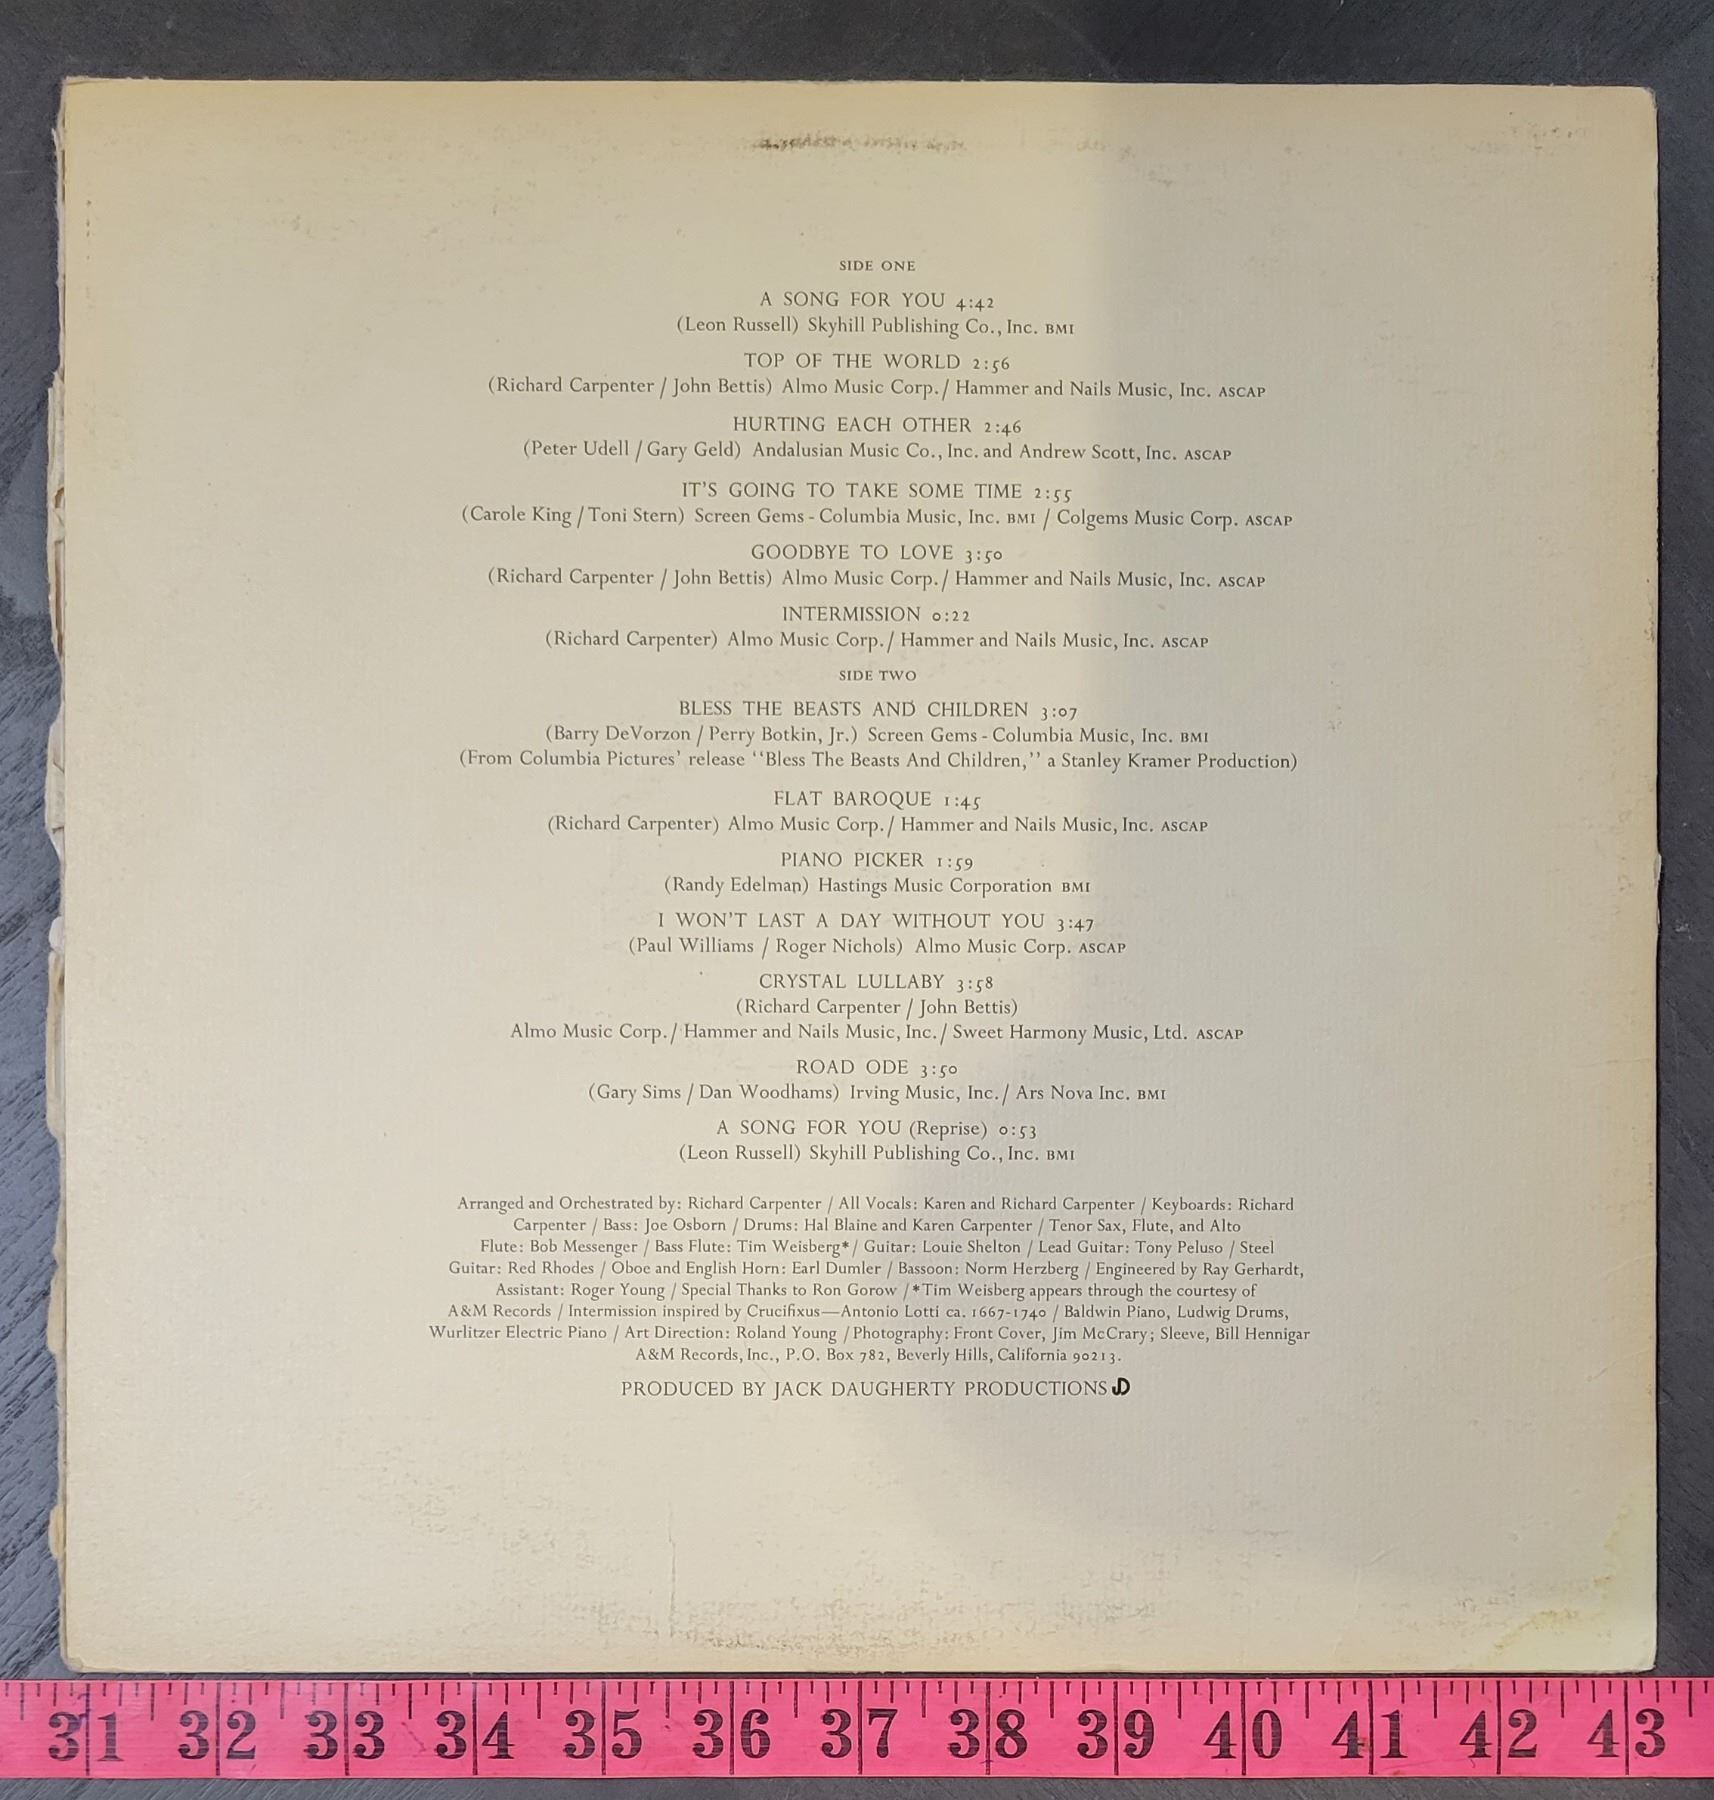 SIDE ONE
A SONG FOR YOU 4:42
(Leon Russell) Skyhill Publishing Co., Inc. BMI
TOP OF THE WORLD 2:56
(Richard Carpenter / John Bettis) Almo Music Corp. / Hammer and Nails Music, Inc. ASCAP
HURTING EACH OTHER 2:46
(Peter Udell / Gary Geld) Andalusian Music Co., Inc. and Andrew Scott, Inc. ASCAP
IT'S GOING TO TAKE SOME TIME 2:55
(Carole King / Toni Stern) Screen Gems - Columbia Music, Inc. BMI / Colgems Music Corp. ASCAP
GOODBYE TO LOVE 3:50
(Richard Carpenter / John Bettis) Almo Music Corp. / Hammer and Nails Music, Inc. ASCAP
INTERMISSION 0:22
(Richard Carpenter) Almo Music Corp. / Hammer and Nails Music, Inc. ASCAP
SIDE TWO
BLESS THE BEASTS AND CHILDREN 3:07
(Barry DeVorzon / Perry Botkin, Jr.) Screen Gems - Columbia Music, Inc. BMI
(From Columbia Pictures' release "Bless The Beasts And Children," a Stanley Kramer Production)
FLAT BAROQUE 1:45
(Richard Carpenter) Almo Music Corp. / Hammer and Nails Music, Inc. ASCAP
PIANO PICKER 1:59
(Randy Edelman) Hastings Music Corporation BMI
I WON'T LAST A DAY WITHOUT YOU 3:47
(Paul Williams / Roger Nichols) Almo Music Corp. ASCAP
CRYSTAL LULLABY 3:58
(Richard Carpenter / John Bettis)
Almo Music Corp. / Hammer and Nails Music, Inc. / Sweet Harmony Music, Ltd. ASCAP
ROAD ODE 3:50
(Gary Sims / Dan Woodhams) Irving Music, Inc. / Ars Nova Inc. BMI
A SONG FOR YOU (Reprise) 0:53
(Leon Russell) Skyhill Publishing Co., Inc. BMI
Arranged and Orchestrated by: Richard Carpenter / All Vocals: Karen and Richard Carpenter / Keyboards: Richard
Carpenter / Bass: Joe Osborn / Drums: Hal Blaine and Karen Carpenter / Tenor Sax, Flute, and Alto
Flute: Bob Messenger / Bass Flute: Tim Weisberg* / Guitar: Louie Shelton / Lead Guitar: Tony Peluso / Steel
Guitar: Red Rhodes / Oboe and English Horn: Earl Dumler / Bassoon: Norm Herzberg / Engineered by Ray Gerhardt,
Assistant: Roger Young / Special Thanks to Ron Gorow / *Tim Weisberg appears through the courtesy of
A&M Records / Intermission inspired by Crucifixus—Antonio Lotti ca. 1667-1740 / Baldwin Piano, Ludwig Drums,
Wurlitzer Electric Piano / Art Direction: Roland Young / Photography: Front Cover, Jim McCrary; Sleeve, Bill Hennigar
A&M Records, Inc., P.O. Box 782, Beverly Hills, California 90213.
PRODUCED BY JACK DAUGHERTY PRODUCTIONS JD
31 32 33 34 35 36 37 38 39 40 41 42 43